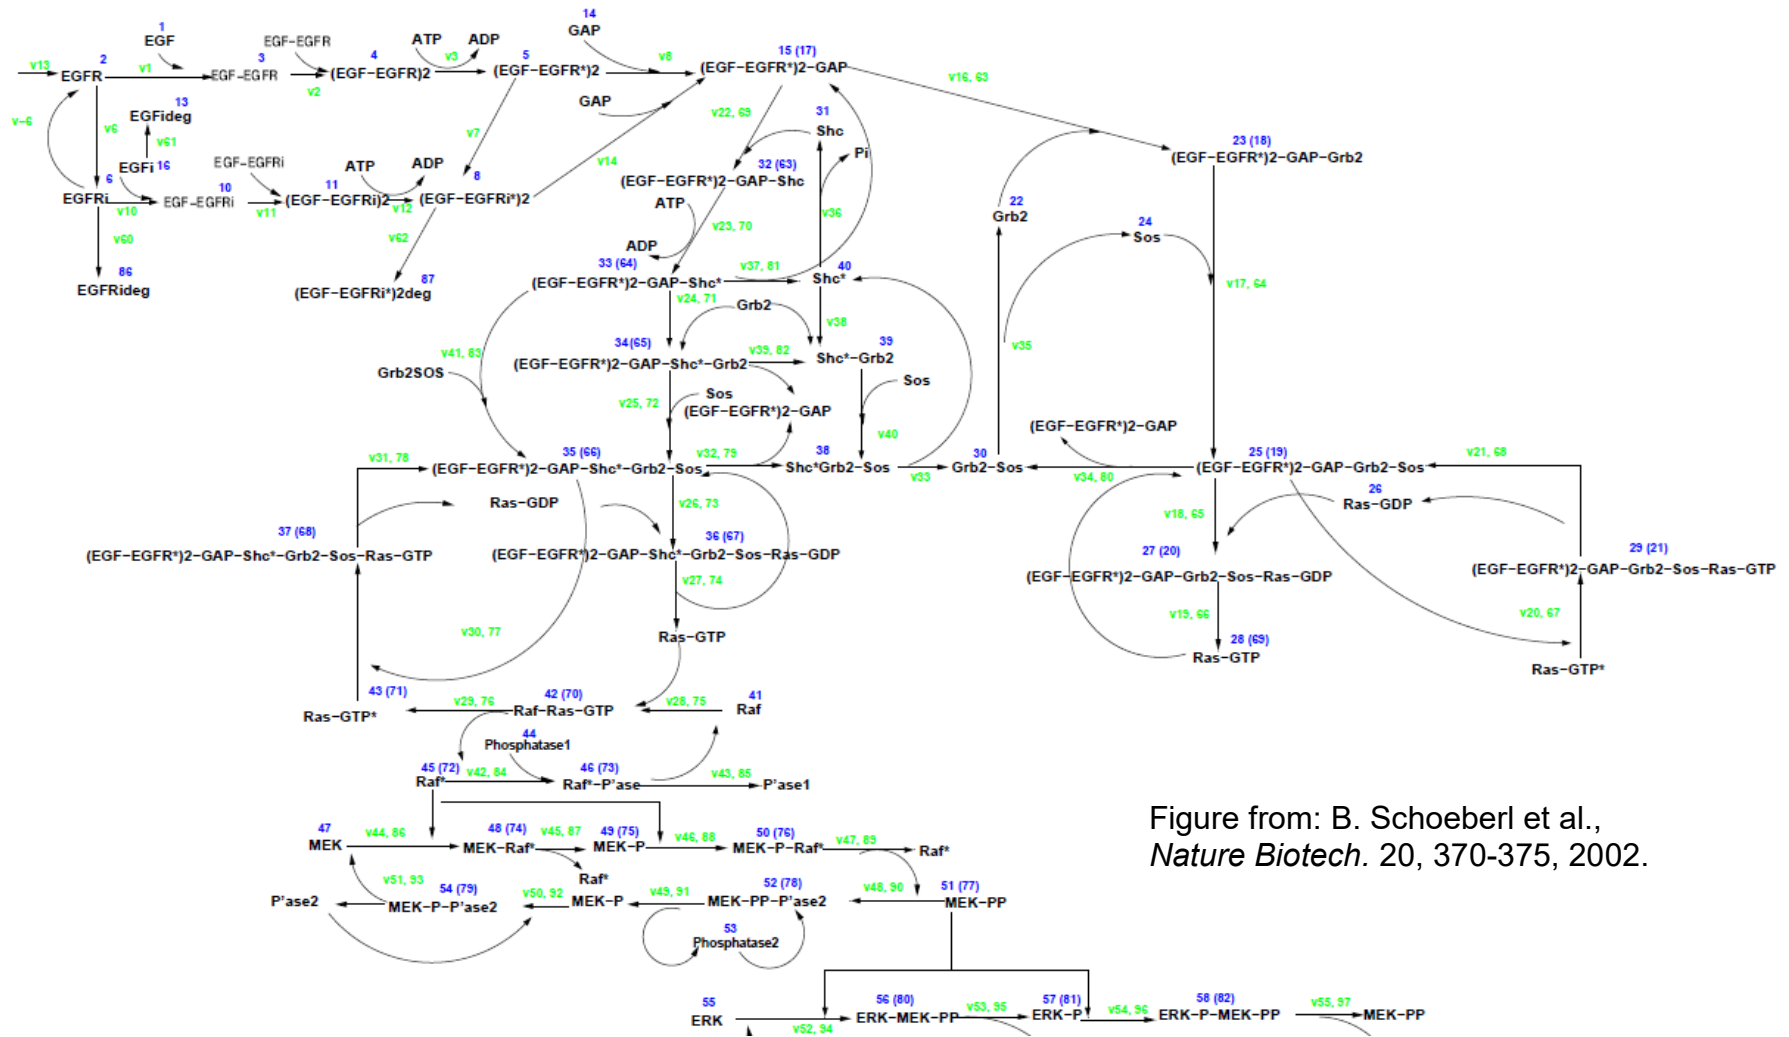 14
1
GAP
EGF
EGF-EGFR
ATP
ADP
v13
2
3
4
v3
5
v8
15 (17)
EGFR
v1
EGF-EGFR
(EGF-EGFR)2
(EGF-EGFR*)2
(EGF-EGFR*)2-GAP
v16, 63
v2
GAP
13
v-6
EGFideg
v22, 69
31
v6
v61
v7
Shc
EGFi 16
EGF-EGFRi
ATP
ADP
v14
Pi
23 (18)
(EGF-EGFR*)2-GAP-Grb2
32 (63)
6
10
11
8
(EGF-EGFR*)2-GAP-Shc
EGFRi
v10
EGF-EGFRi
v11
(EGF-EGFRi)2
v12
(EGF-EGFRi*)2
ATP
v36
22
Grb2
v60
v62
v23, 70
24
Sos
ADP
86
87
33 (64)
v37, 81
40
EGFRideg
(EGF-EGFRi*)2deg
(EGF-EGFR*)2-GAP-Shc*
Shc*
v17, 64
v24, 71
Grb2
v38
34 (65)
39
v35
v41, 83
v39, 82
Shc*-Grb2
(EGF-EGFR*)2-GAP-Shc*-Grb2
Grb2SOS
Sos
Sos
v25, 72
(EGF-EGFR*)2-GAP
(EGF-EGFR*)2-GAP
v40
35 (66)
v32, 79
38
30
25 (19)
v21, 68
v31, 78
(EGF-EGFR*)2-GAP-Shc*-Grb2-Sos
Shc*Grb2-Sos
v33
Grb2-Sos
v34, 80
(EGF-EGFR*)2-GAP-Grb2-Sos
26
Ras-GDP
v26, 73
Ras-GDP
v18, 65
37 (68)
36 (67)
27 (20)
29 (21)
(EGF-EGFR*)2-GAP-Shc*-Grb2-Sos-Ras-GTP
(EGF-EGFR*)2-GAP-Shc*-Grb2-Sos-Ras-GDP
(EGF-EGFR*)2-GAP-Grb2-Sos-Ras-GDP
(EGF-EGFR*)2-GAP-Grb2-Sos-Ras-GTP
v27, 74
v19, 66
v20, 67
v30, 77
Ras-GTP
28 (69)
Ras-GTP
Ras-GTP*
43 (71)
v29, 76
42 (70)
v28, 75
41
Ras-GTP*
Raf-Ras-GTP
Raf
44
Phosphatase1
45 (72)
v42, 84
46 (73)
v43, 85
Raf*
Raf*-P'ase
P'ase1
47
v44, 86
48 (74)
v45, 87
49 (75)
v46, 88
50 (76)
v47, 89
MEK
MEK-Raf*
MEK-P
MEK-P-Raf*
Raf*
Raf*
v51, 93
54 (79)
v50, 92
v49, 91
52 (78)
v48, 90
51 (77)
P'ase2
MEK-P-P'ase2
MEK-P
MEK-PP-P'ase2
MEK-PP
53
Phosphatase2
55
56 (80)
v53, 95
57 (81)
v54, 96
58 (82)
v55, 97
ERK
v52, 94
ERK-MEK-PP
ERK-P
ERK-P-MEK-PP
MEK-PP
Figure from: B. Schoeberl et al.,
Nature Biotech. 20, 370-375, 2002.